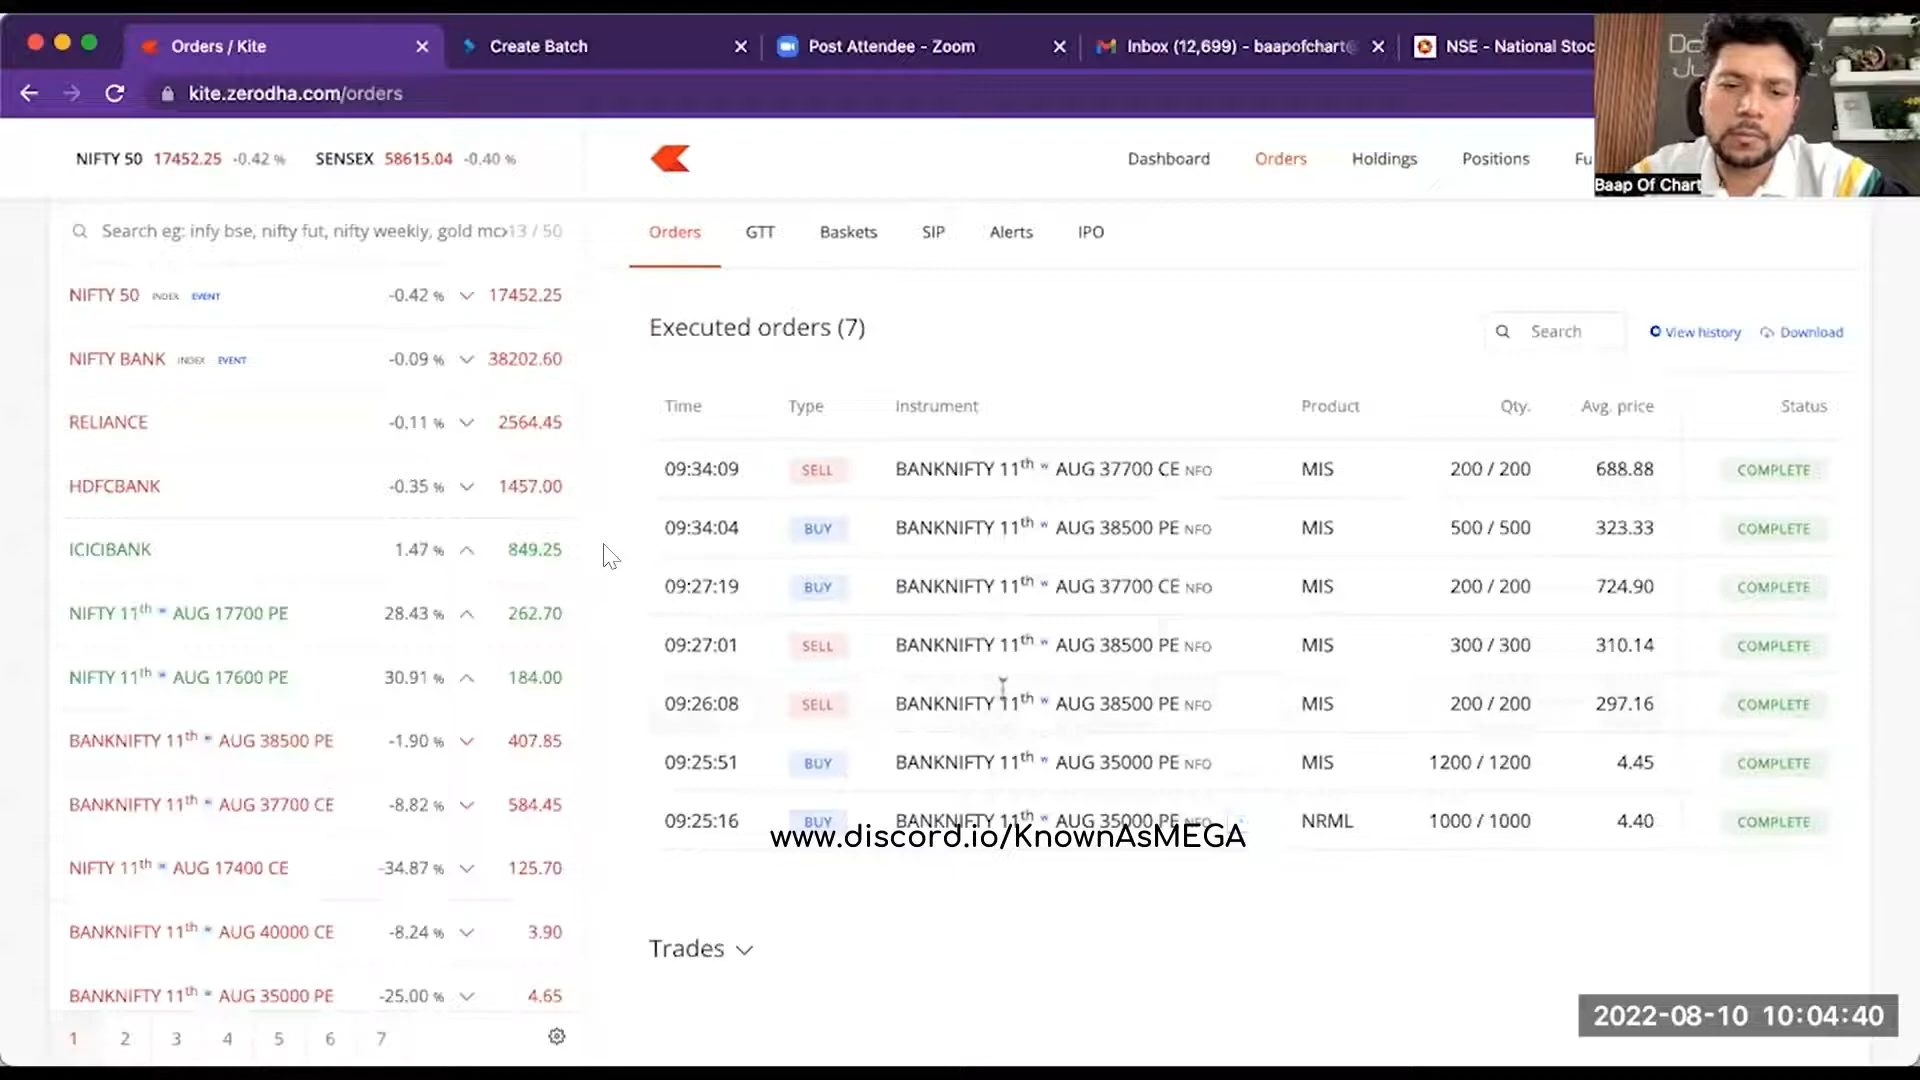 Orders / Kite
Create Batch
Post Attendee - Zoom
Inbox (12,699) - baapofchart@
NSE - National Stoc
kite.zerodha.com/orders
Baap Of Chart
NIFTY 50 17452.25 -0.42 % SENSEX 58615.04 -0.40 %
Dashboard Orders Holdings Positions Fu
Search eg: infy bse, nifty fut, nifty weekly, gold mcx 13 / 50
Orders GTT Baskets SIP Alerts IPO
NIFTY 50 INDEX EVENT -0.42 % 17452.25
NIFTY BANK INDEX EVENT -0.09 % 38202.60
RELIANCE -0.11 % 2564.45
HDFCBANK -0.35 % 1457.00
ICICIBANK 1.47 % 849.25
NIFTY 11th w AUG 17700 PE 28.43 % 262.70
NIFTY 11th w AUG 17600 PE 30.91 % 184.00
BANKNIFTY 11th w AUG 38500 PE -1.90 % 407.85
BANKNIFTY 11th w AUG 37700 CE -8.82 % 584.45
NIFTY 11th w AUG 17400 CE -34.87 % 125.70
BANKNIFTY 11th w AUG 40000 CE -8.24 % 3.90
BANKNIFTY 11th w AUG 35000 PE -25.00 % 4.65
1 2 3 4 5 6 7
Executed orders (7)
Search View history Download
Time Type Instrument Product Qty. Avg. price Status
09:34:09 SELL BANKNIFTY 11th w AUG 37700 CE NFO MIS 200 / 200 688.88 COMPLETE
09:34:04 BUY BANKNIFTY 11th w AUG 38500 PE NFO MIS 500 / 500 323.33 COMPLETE
09:27:19 BUY BANKNIFTY 11th w AUG 37700 CE NFO MIS 200 / 200 724.90 COMPLETE
09:27:01 SELL BANKNIFTY 11th w AUG 38500 PE NFO MIS 300 / 300 310.14 COMPLETE
09:26:08 SELL BANKNIFTY 11th w AUG 38500 PE NFO MIS 200 / 200 297.16 COMPLETE
09:25:51 BUY BANKNIFTY 11th w AUG 35000 PE NFO MIS 1200 / 1200 4.45 COMPLETE
09:25:16 BUY BANKNIFTY 11th w AUG 35000 PE NFO NRML 1000 / 1000 4.40 COMPLETE
www.discord.io/KnownAsMEGA
Trades
2022-08-10 10:04:40